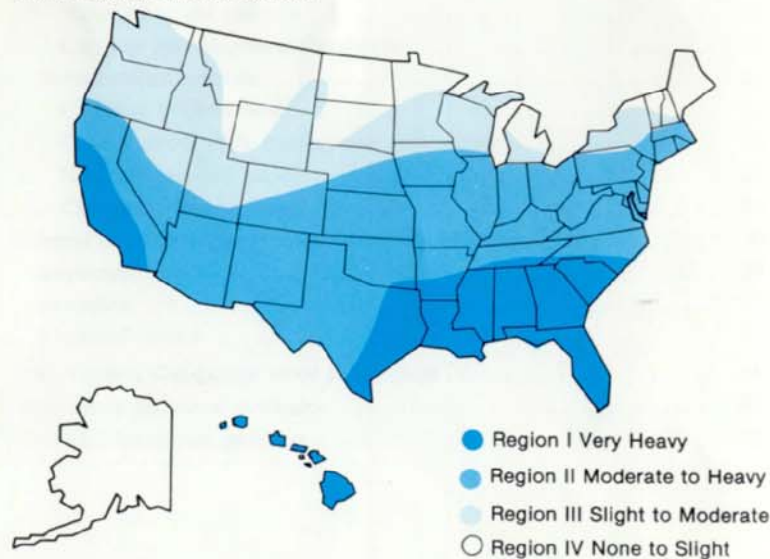 Region I Very Heavy
Region II Moderate to Heavy
Region III Slight to Moderate
Region IV None to Slight